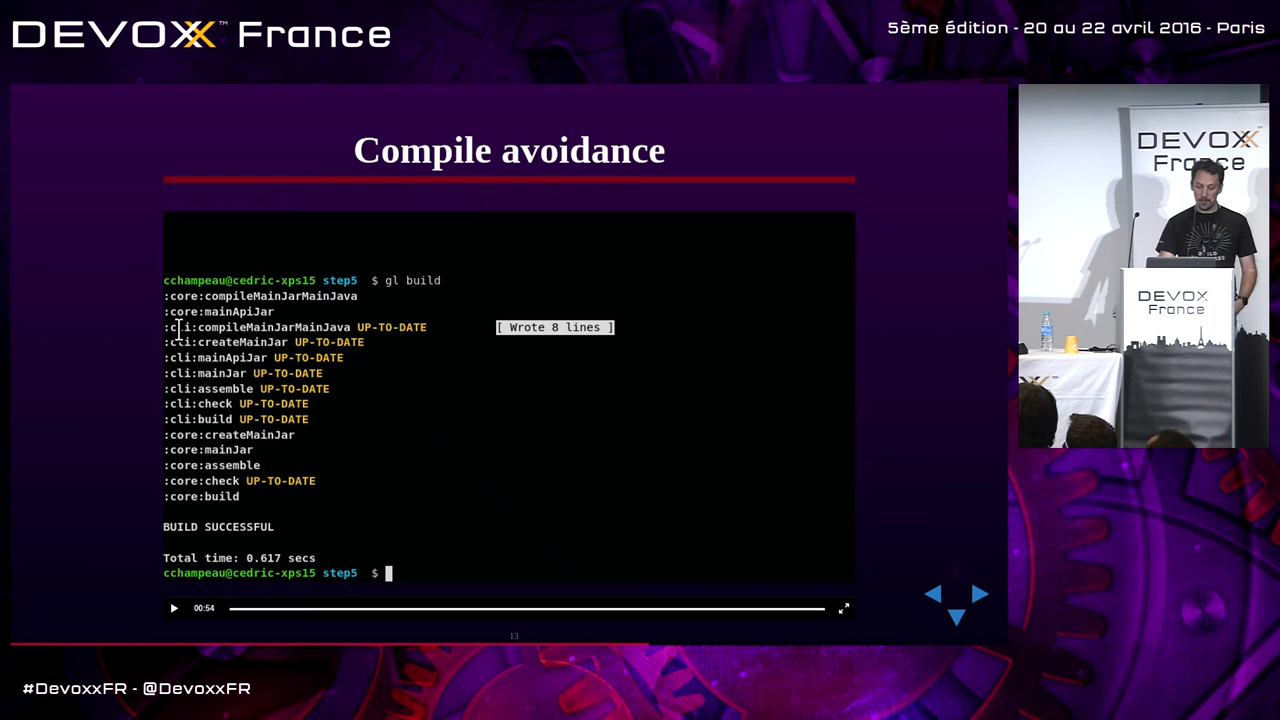 DEVOXX™ France
5ème édition - 20 au 22 avril 2016 - Paris
Compile avoidance
cchampeau@cedric-xps15 step5 $ gl build
:core:compileMainJarMainJava
:core:mainApiJar
:cli:compileMainJarMainJava UP-TO-DATE [ Wrote 8 lines ]
:cli:createMainJar UP-TO-DATE
:cli:mainApiJar UP-TO-DATE
:cli:mainJar UP-TO-DATE
:cli:assemble UP-TO-DATE
:cli:check UP-TO-DATE
:cli:build UP-TO-DATE
:core:createMainJar
:core:mainJar
:core:assemble
:core:check UP-TO-DATE
:core:build
BUILD SUCCESSFUL
Total time: 0.617 secs
cchampeau@cedric-xps15 step5 $
00:54
13
DEVOXX
France
DEVOXX
France
#DevoxxFR - @DevoxxFR